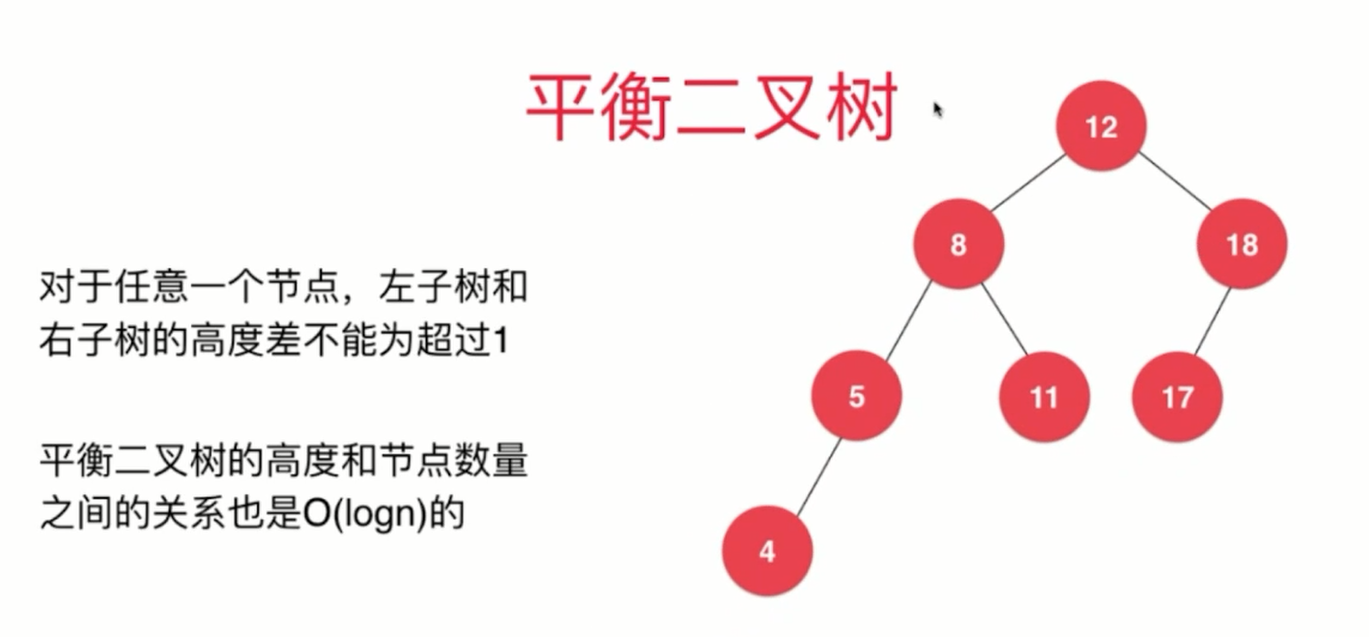 平衡二叉树
对于任意一个节点，左子树和
右子树的高度差不能为超过1
平衡二叉树的高度和节点数量
之间的关系也是O(logn)的
12
8
18
5
11
17
4